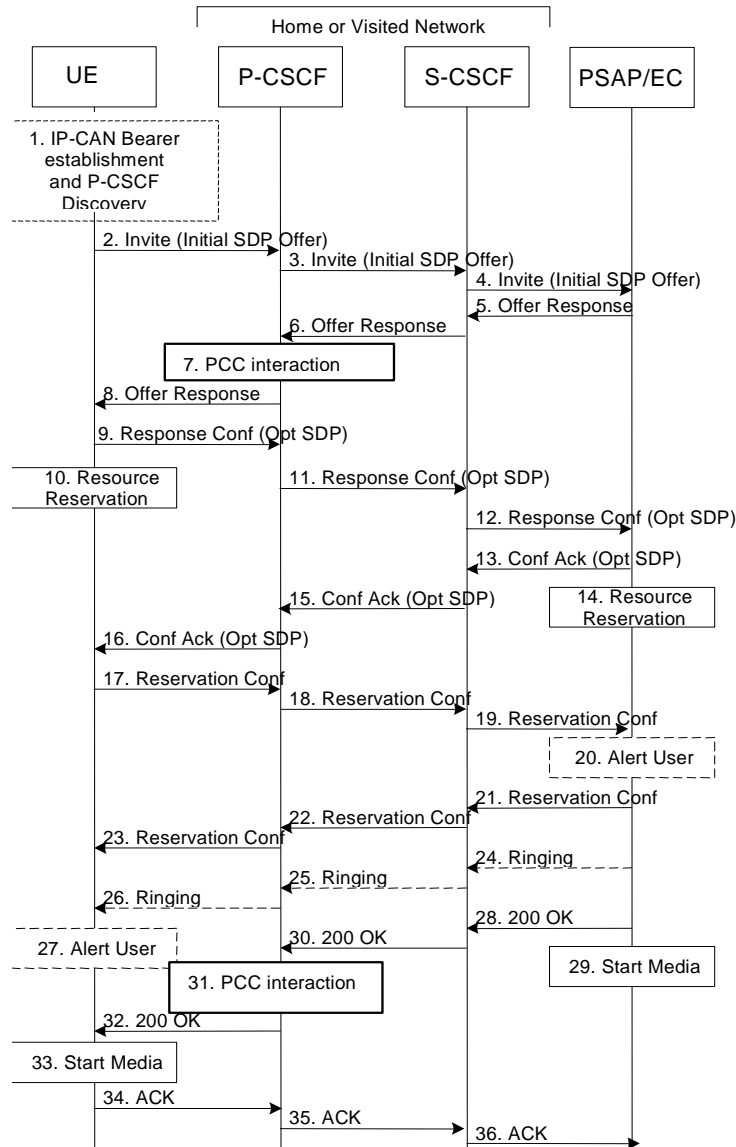 Home or Visited Network
UE
P-CSCF
S-CSCF
PSAP/EC
1. IP-CAN Bearer
establishment
and P-CSCF
Discovery
2. Invite (Initial SDP Offer)
3. Invite (Initial SDP Offer)
4. Invite (Initial SDP Offer)
5. Offer Response
6. Offer Response
7. PCC interaction
8. Offer Response
9. Response Conf (Opt SDP)
10. Resource
Reservation
11. Response Conf (Opt SDP)
12. Response Conf (Opt SDP)
13. Conf Ack (Opt SDP)
14. Resource
Reservation
15. Conf Ack (Opt SDP)
16. Conf Ack (Opt SDP)
17. Reservation Conf
18. Reservation Conf
19. Reservation Conf
20. Alert User
21. Reservation Conf
22. Reservation Conf
23. Reservation Conf
24. Ringing
25. Ringing
26. Ringing
27. Alert User
28. 200 OK
29. Start Media
30. 200 OK
31. PCC interaction
32. 200 OK
33. Start Media
34. ACK
35. ACK
36. ACK